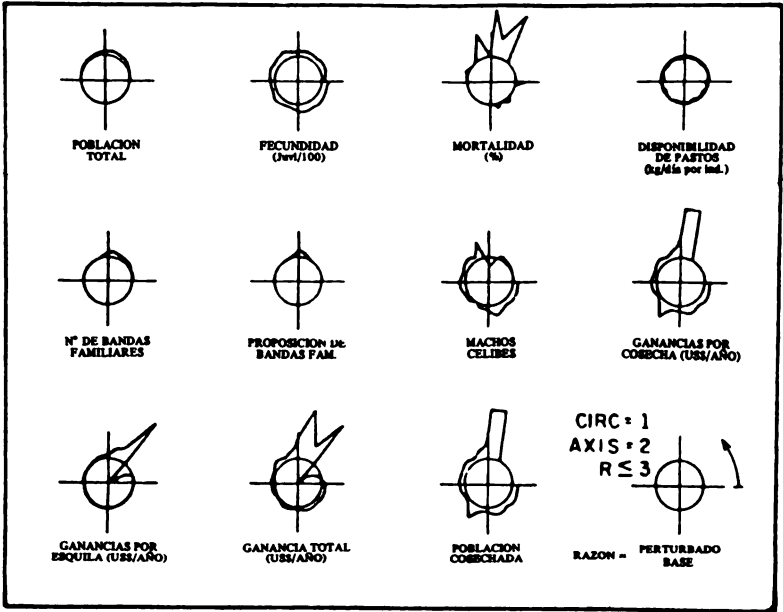 POBLACION
TOTAL
FECUNDIDAD
(Juvl/100)
MORTALIDAD
(%)
DISPONIBILIDAD
DE PASTOS
(kg/día por ind.)
Nº DE BANDAS
FAMILIARES
PROPOSICION DE
BANDAS FAM.
MACHOS
CELIBES
GANANCIAS POR
COSECHA (US$/AÑO)
GANANCIAS POR
ESQUILA (US$/AÑO)
GANANCIA TOTAL
(US$/AÑO)
POBLACION
COSECHADA
CIRC = 1
AXIS = 2
R ≤ 3
RAZON = PERTURBADO
BASE